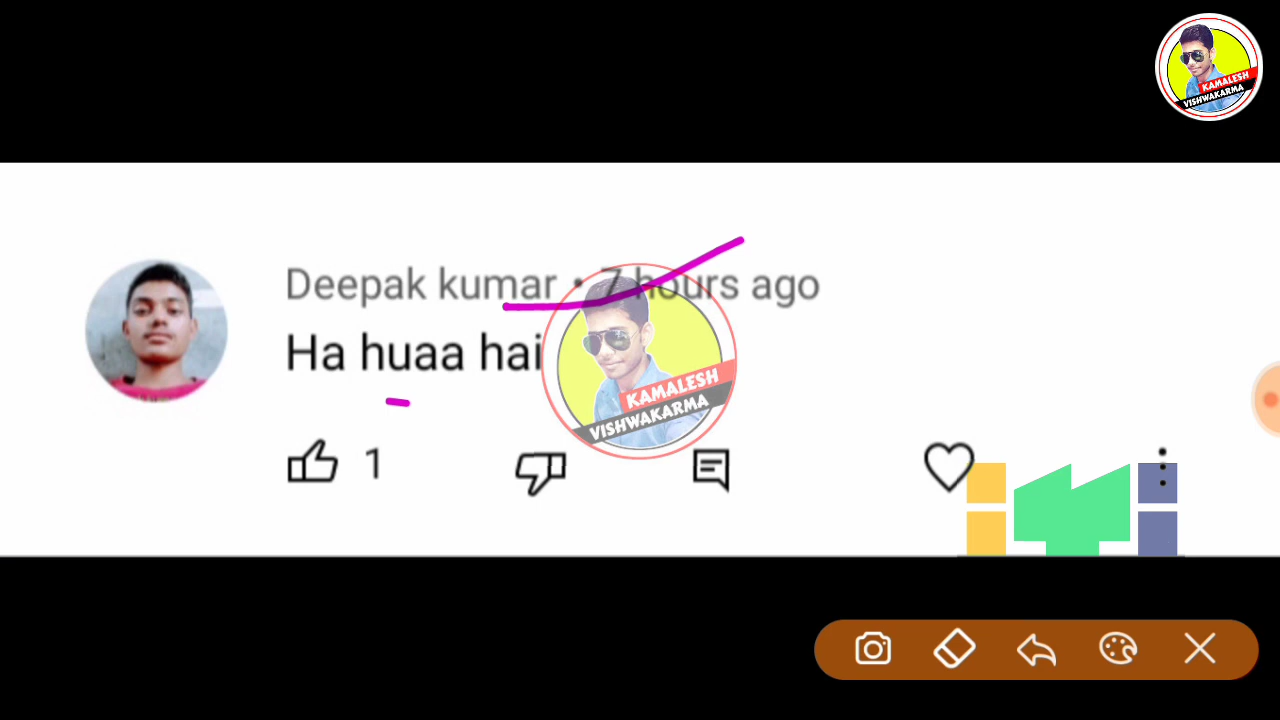 KAMALESH
VISHWAKARMA
Deepak kumar • 7 hours ago
Ha huaa hai
KAMALESH
VISHWAKARMA
1